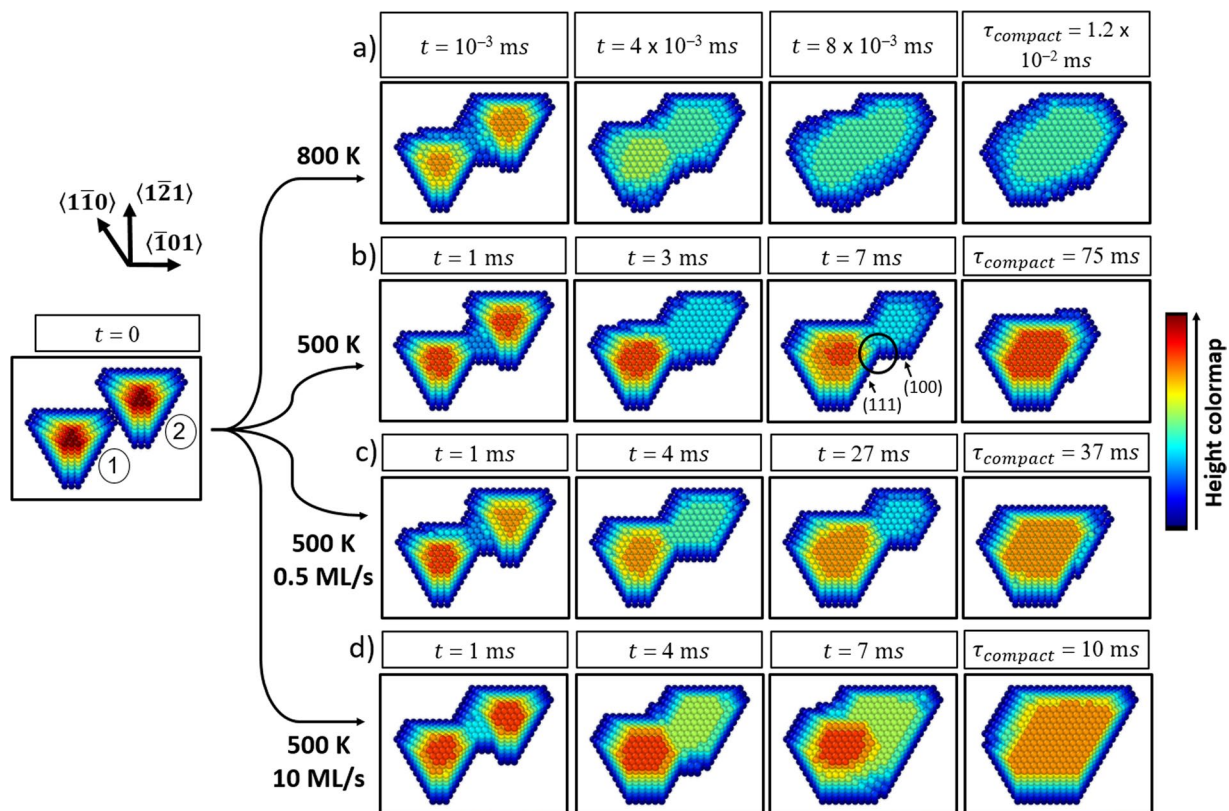 a)
t = 10⁻³ ms
t = 4 x 10⁻³ ms
t = 8 x 10⁻³ ms
τcompact = 1.2 x
10⁻² ms
800 K
⟨11̅0⟩
⟨12̅1⟩
⟨1̅01⟩
b)
t = 1 ms
t = 3 ms
t = 7 ms
τcompact = 75 ms
500 K
(111)
(100)
t = 0
1
2
c)
t = 1 ms
t = 4 ms
t = 27 ms
τcompact = 37 ms
500 K
0.5 ML/s
d)
t = 1 ms
t = 4 ms
t = 7 ms
τcompact = 10 ms
500 K
10 ML/s
Height colormap